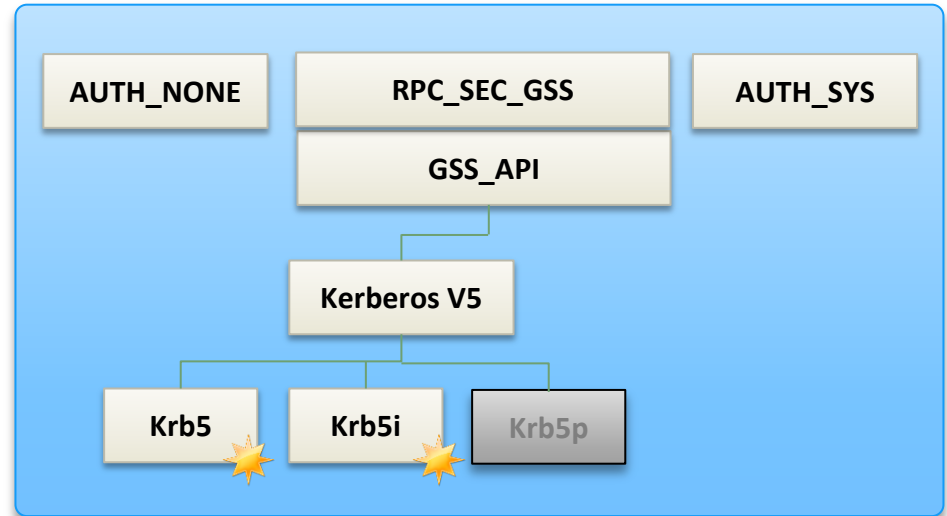 AUTH_NONE
RPC_SEC_GSS
AUTH_SYS
GSS_API
Kerberos V5
Krb5
Krb5i
Krb5p